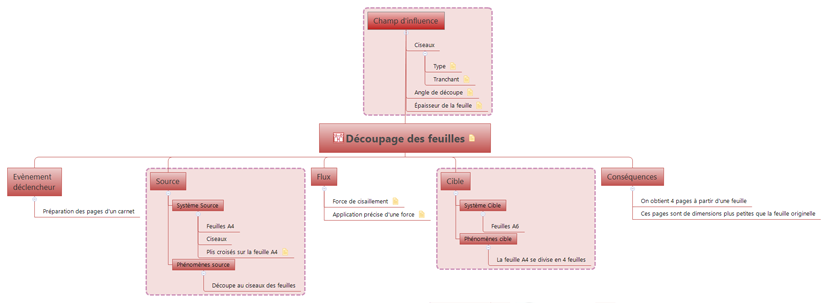 Champ d'influence
Ciseaux
Type
Tranchant
Angle de découpe
Épaisseur de la feuille
Découpage des feuilles
Evènement
déclencheur
Préparation des pages d'un carnet
Source
Système Source
Feuilles A4
Ciseaux
Plis croisés sur la feuille A4
Phénomènes source
Découpe au ciseaux des feuilles
Flux
Force de cisaillement
Application précise d'une force
Cible
Système Cible
Feuilles A6
Phénomènes cible
La feuille A4 se divise en 4 feuilles
Conséquences
On obtient 4 pages à partir d'une feuille
Ces pages sont de dimensions plus petites que la feuille originelle